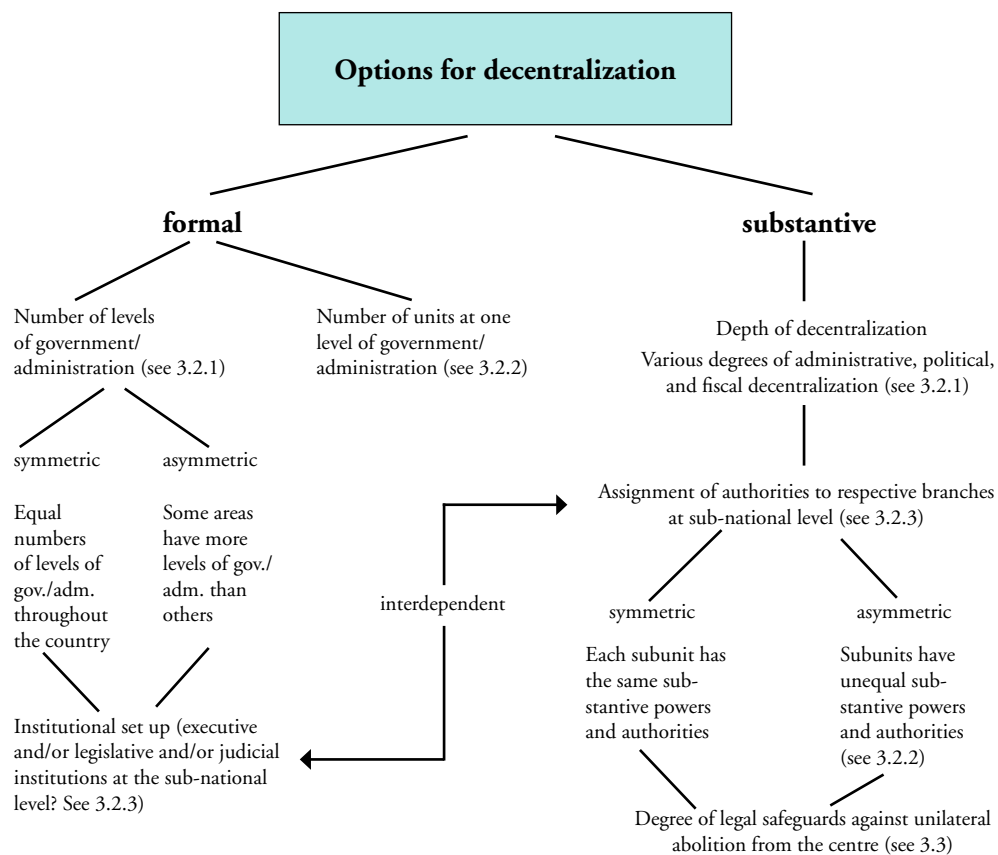 Options for decentralization
formal
substantive
Number of levels
of government/
administration (see 3.2.1)
Number of units at one
level of government/
administration (see 3.2.2)
Depth of decentralization
Various degrees of administrative, political,
and fiscal decentralization (see 3.2.1)
symmetric
asymmetric
Equal
numbers
of levels of
gov./adm.
throughout
the country
Some areas
have more
levels of gov./
adm. than
others
interdependent
Assignment of authorities to respective branches
at sub-national level (see 3.2.3)
symmetric
asymmetric
Each subunit has
the same sub-
stantive powers
and authorities
Subunits have
unequal sub-
stantive powers
and authorities
(see 3.2.2)
Institutional set up (executive
and/or legislative and/or judicial
institutions at the sub-national
level? See 3.2.3)
Degree of legal safeguards against unilateral
abolition from the centre (see 3.3)